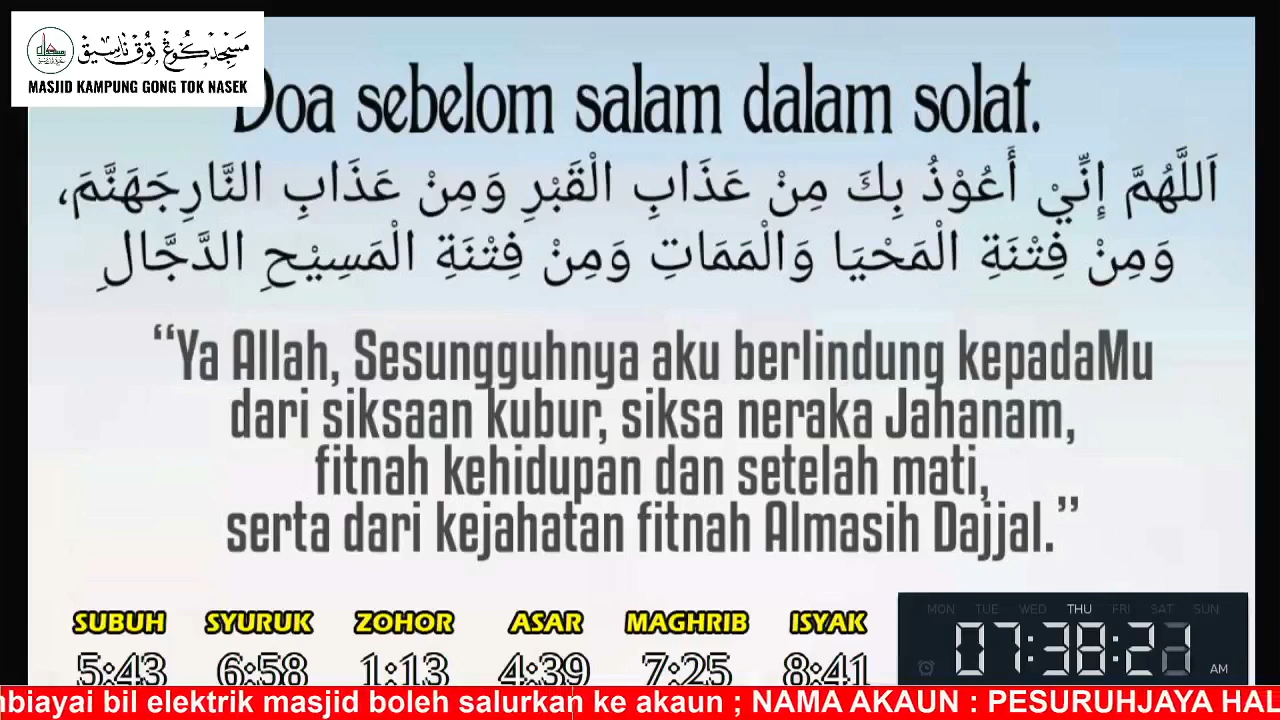 مسجد كوڠ توق ناسيق
MASJID KAMPUNG GONG TOK NASEK
Doa sebelom salam dalam solat.
اَللَّهُمَّ إِنِّيْ أَعُوْذُ بِكَ مِنْ عَذَابِ الْقَبْرِ وَمِنْ عَذَابِ النَّارِجَهَنَّمَ،
وَمِنْ فِتْنَةِ الْمَحْيَا وَالْمَمَاتِ وَمِنْ فِتْنَةِ الْمَسِيْحِ الدَّجَّالِ
“Ya Allah, Sesungguhnya aku berlindung kepadaMu
dari siksaan kubur, siksa neraka Jahanam,
fitnah kehidupan dan setelah mati,
serta dari kejahatan fitnah Almasih Dajjal.”
SUBUH SYURUK ZOHOR ASAR MAGHRIB ISYAK
5:43 6:58 1:13 4:39 7:25 8:41
MON TUE WED THU FRI SAT SUN
07:38:21 AM
nbiayai bil elektrik masjid boleh salurkan ke akaun ; NAMA AKAUN : PESURUHJAYA HAL